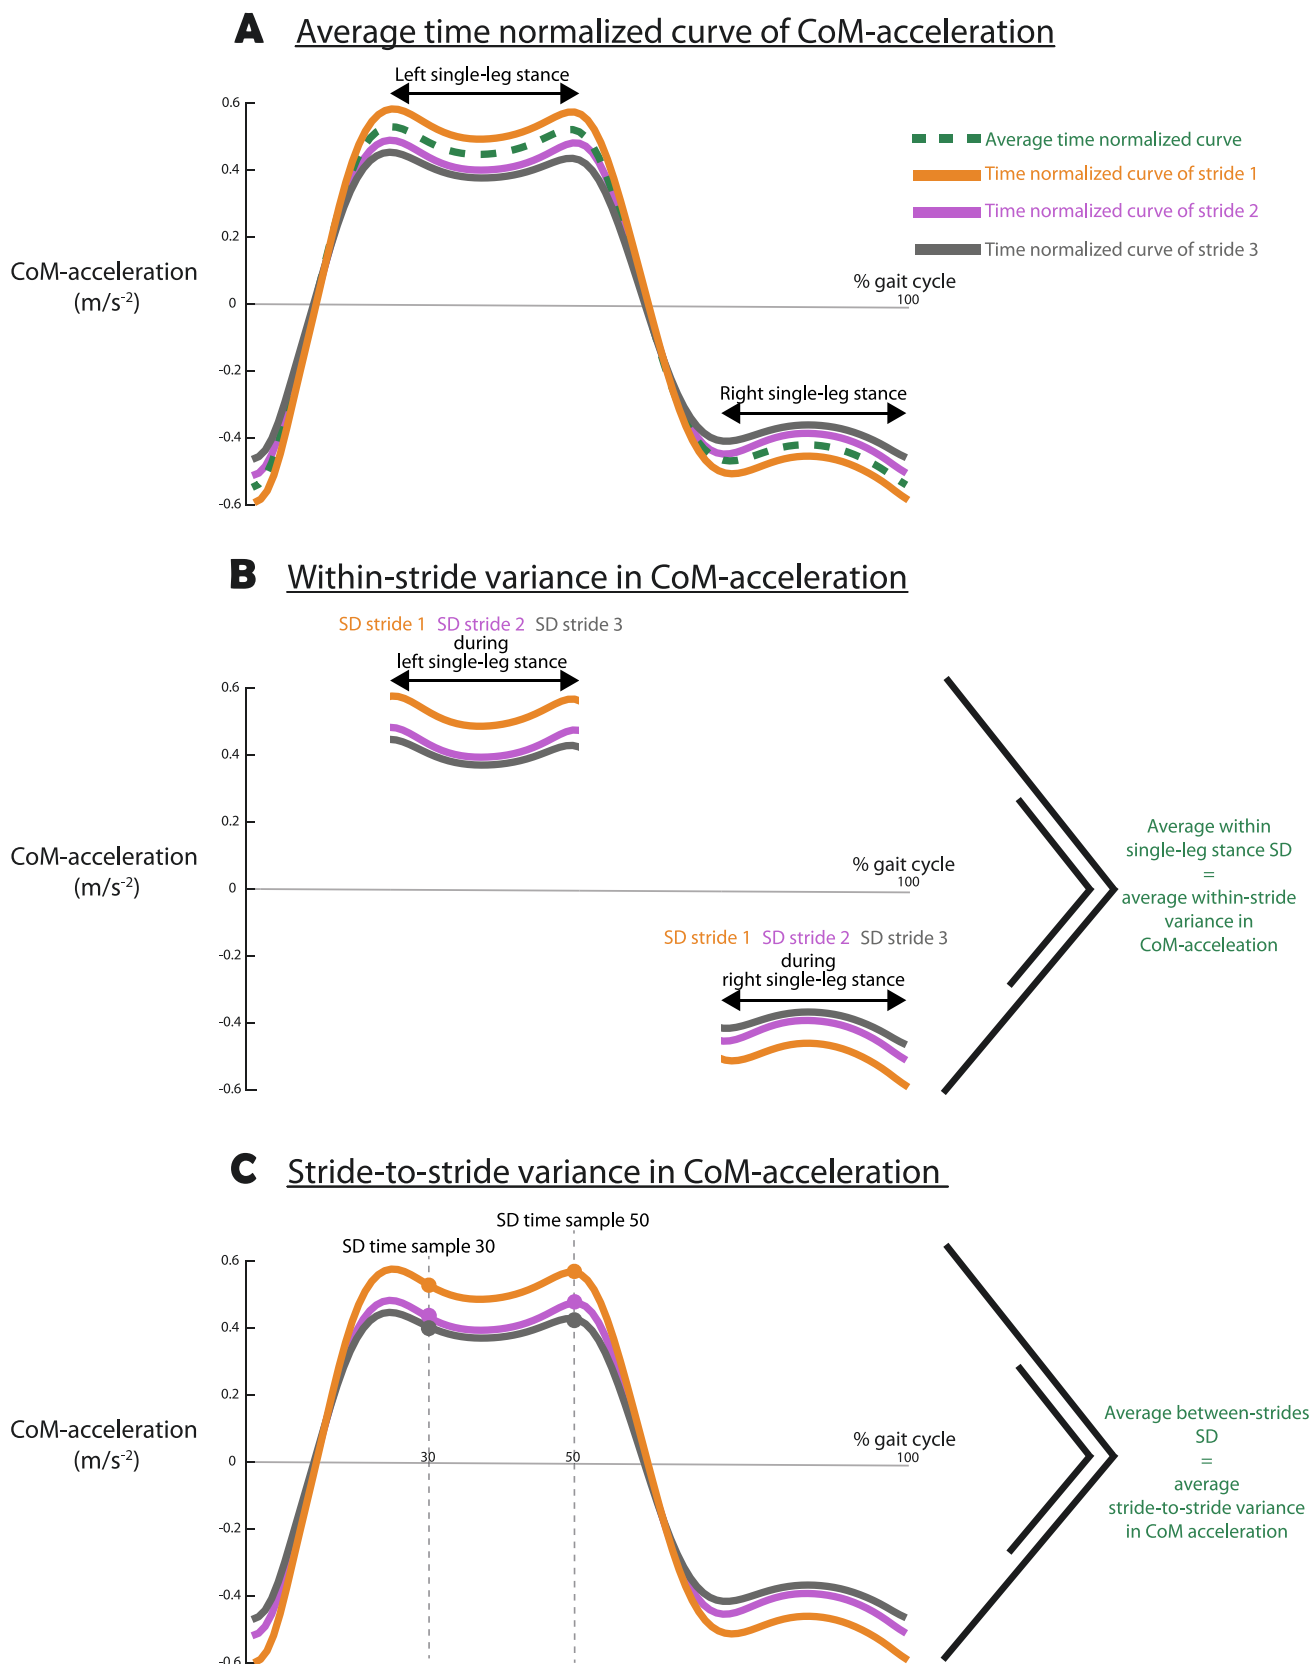 A Average time normalized curve of CoM-acceleration
Left single-leg stance
0.6
0.4
0.2
0
-0.2
-0.4
-0.6
CoM-acceleration
(m/s⁻²)
Average time normalized curve
Time normalized curve of stride 1
Time normalized curve of stride 2
Time normalized curve of stride 3
% gait cycle
100
Right single-leg stance
B Within-stride variance in CoM-acceleration
SD stride 1 SD stride 2 SD stride 3
during
left single-leg stance
0.6
0.4
0.2
0
-0.2
-0.4
-0.6
CoM-acceleration
(m/s⁻²)
% gait cycle
100
SD stride 1 SD stride 2 SD stride 3
during
right single-leg stance
Average within
single-leg stance SD
=
average within-stride
variance in
CoM-acceleation
C Stride-to-stride variance in CoM-acceleration
SD time sample 50
SD time sample 30
0.6
0.4
0.2
0
-0.2
-0.4
-0.6
CoM-acceleration
(m/s⁻²)
30
50
% gait cycle
100
Average between-strides
SD
=
average
stride-to-stride variance
in CoM acceleration